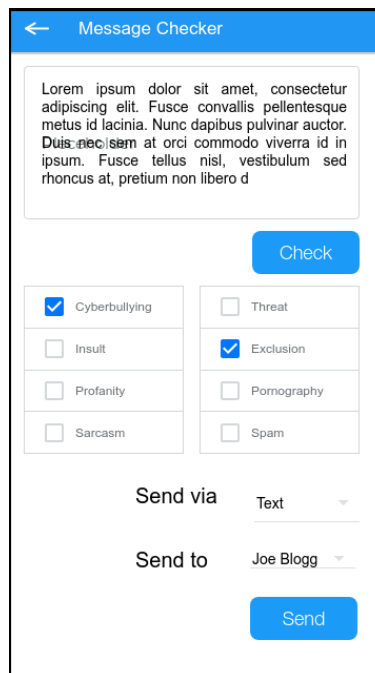 Message Checker
Lorem ipsum dolor sit amet, consectetur
adipiscing elit. Fusce convallis pellentesque
metus id lacinia. Nunc dapibus pulvinar auctor.
Duis nec sem at orci commodo viverra id in
Placeholder
ipsum. Fusce tellus nisl, vestibulum sed
rhoncus at, pretium non libero d
Check
Cyberbullying
Threat
Insult
Exclusion
Profanity
Pornography
Sarcasm
Spam
Send via
Text
Send to
Joe Blogg
Send